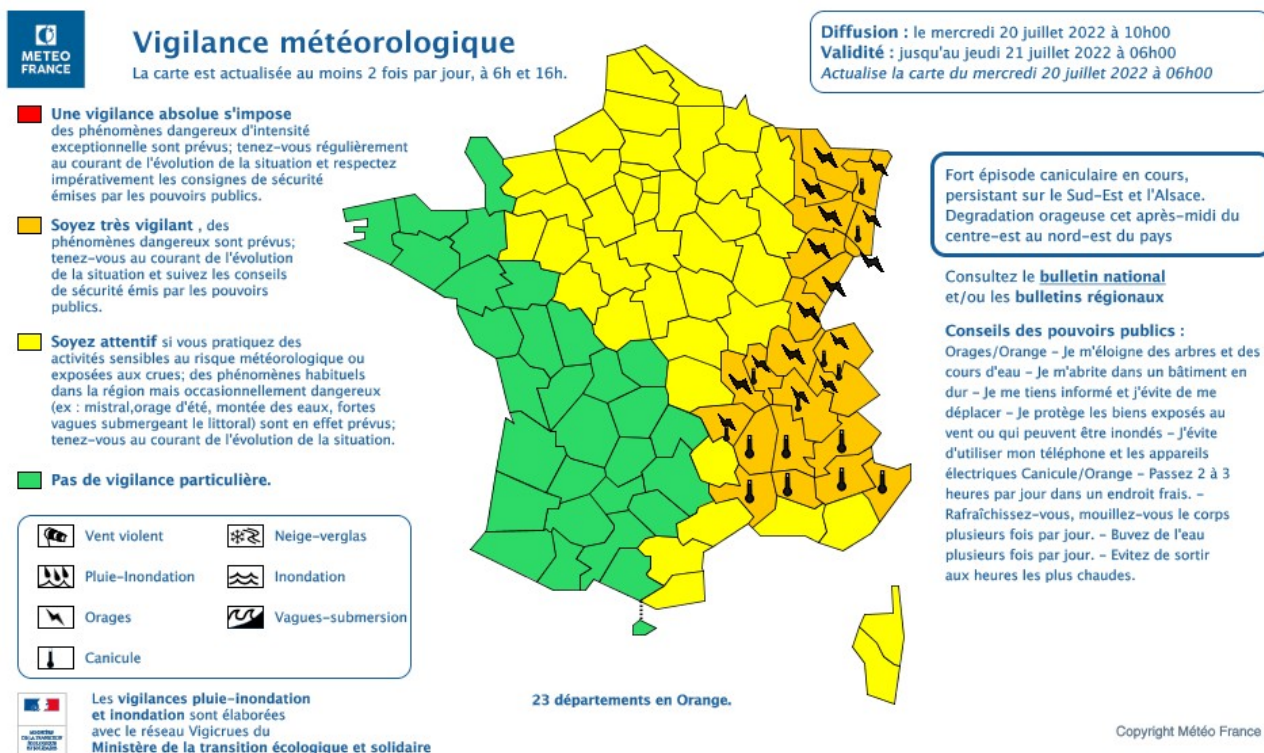 METEO
FRANCE
Vigilance météorologique
La carte est actualisée au moins 2 fois par jour, à 6h et 16h.
Diffusion : le mercredi 20 juillet 2022 à 10h00
Validité : jusqu'au jeudi 21 juillet 2022 à 06h00
Actualise la carte du mercredi 20 juillet 2022 à 06h00
Une vigilance absolue s'impose
des phénomènes dangereux d'intensité
exceptionnelle sont prévus; tenez-vous régulièrement
au courant de l'évolution de la situation et respectez
impérativement les consignes de sécurité
émises par les pouvoirs publics.
Soyez très vigilant , des
phénomènes dangereux sont prévus;
tenez-vous au courant de l'évolution
de la situation et suivez les conseils
de sécurité émis par les pouvoirs
publics.
Soyez attentif si vous pratiquez des
activités sensibles au risque météorologique ou
exposées aux crues; des phénomènes habituels
dans la région mais occasionnellement dangereux
(ex : mistral,orage d'été, montée des eaux, fortes
vagues submergeant le littoral) sont en effet prévus;
tenez-vous au courant de l'évolution de la situation.
Pas de vigilance particulière.
Vent violent
Neige-verglas
Pluie-Inondation
Inondation
Orages
Vagues-submersion
Canicule
Les vigilances pluie-inondation
et inondation sont élaborées
avec le réseau Vigicrues du
Ministère de la transition écologique et solidaire
23 départements en Orange.
Fort épisode caniculaire en cours,
persistant sur le Sud-Est et l'Alsace.
Degradation orageuse cet après-midi du
centre-est au nord-est du pays
Consultez le bulletin national
et/ou les bulletins régionaux
Conseils des pouvoirs publics :
Orages/Orange - Je m'éloigne des arbres et des
cours d'eau - Je m'abrite dans un bâtiment en
dur - Je me tiens informé et j'évite de me
déplacer - Je protège les biens exposés au
vent ou qui peuvent être inondés - J'évite
d'utiliser mon téléphone et les appareils
électriques Canicule/Orange - Passez 2 à 3
heures par jour dans un endroit frais. -
Rafraîchissez-vous, mouillez-vous le corps
plusieurs fois par jour. - Buvez de l'eau
plusieurs fois par jour. - Evitez de sortir
aux heures les plus chaudes.
Copyright Météo France